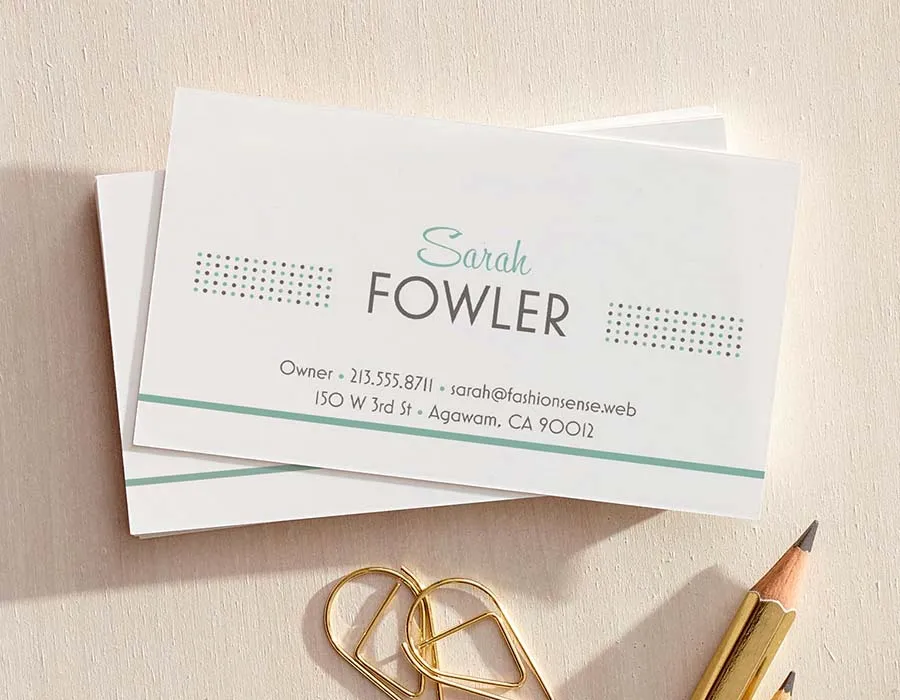 Sarah
FOWLER
Owner • 213.555.8711 • sarah@fashionsense.web
150 W 3rd St • Agawam, CA 90012